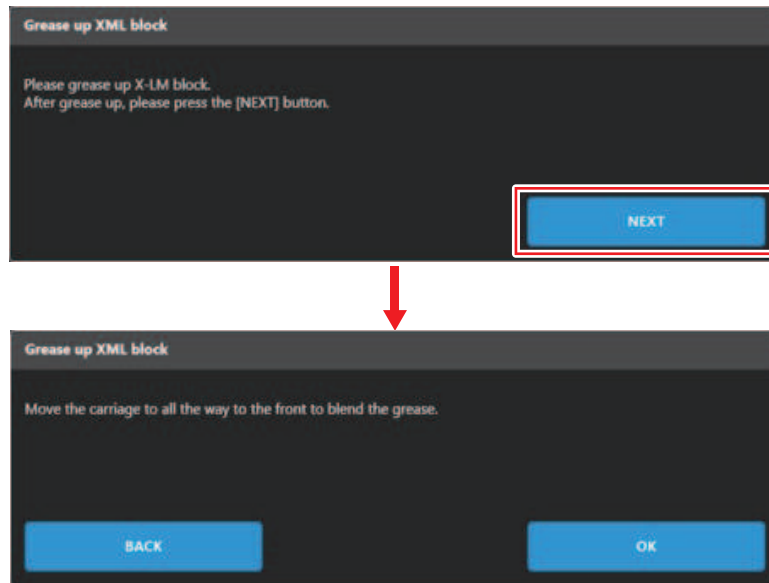 Grease up XML block
Please grease up X-LM block.
After grease up, please press the [NEXT] button.
NEXT
Grease up XML block
Move the carriage to all the way to the front to blend the grease.
BACK
OK